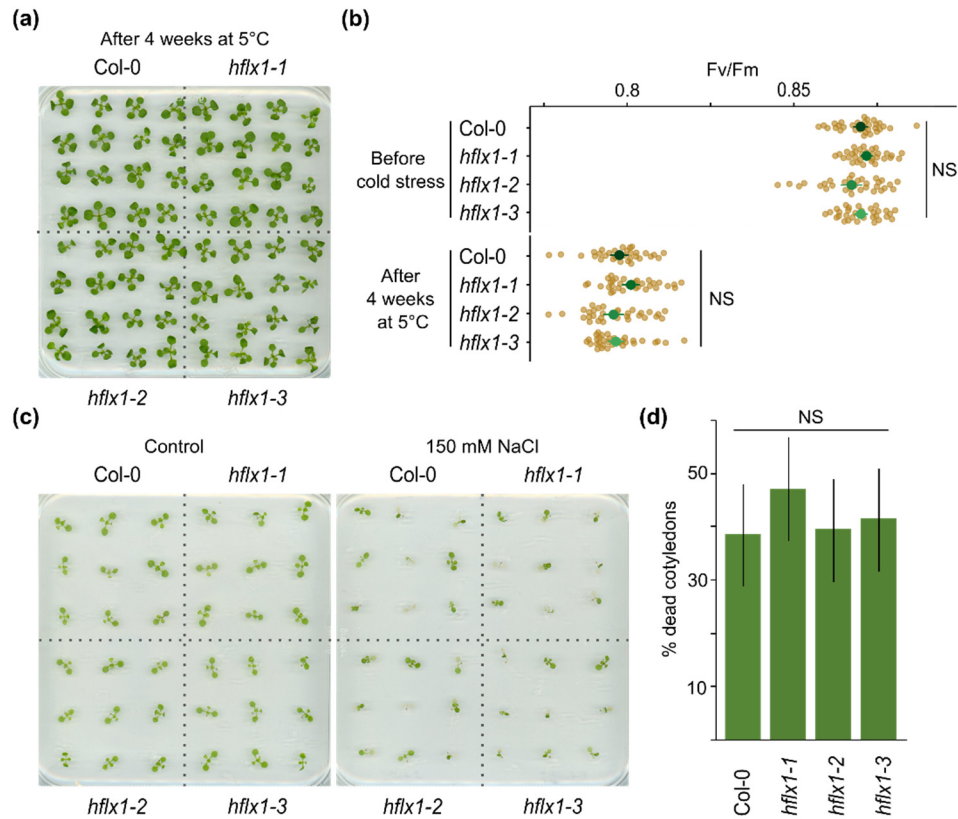 (a)
After 4 weeks at 5°C
Col-0 hflx1-1
hflx1-2 hflx1-3
(b)
Fv/Fm
0.8 0.85
Before
cold stress
Col-0
hflx1-1
hflx1-2
hflx1-3
NS
After
4 weeks
at 5°C
Col-0
hflx1-1
hflx1-2
hflx1-3
NS
(c)
Control
Col-0 hflx1-1
hflx1-2 hflx1-3
150 mM NaCl
Col-0 hflx1-1
hflx1-2 hflx1-3
(d)
NS
% dead cotyledons
50
30
10
Col-0
hflx1-1
hflx1-2
hflx1-3